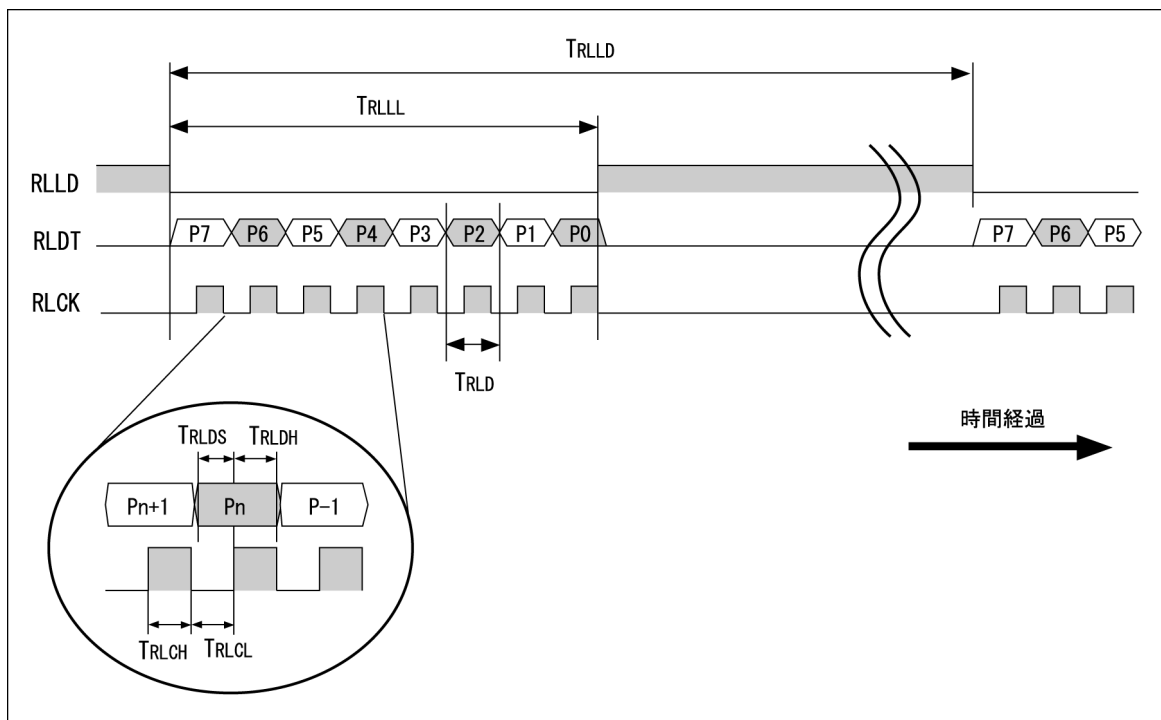 TRLLD
TRLLL
RLLD
RLDT P7 P6 P5 P4 P3 P2 P1 P0 P7 P6 P5
RLCK
TRLD
時間経過
TRLDS TRLDH
Pn+1 Pn P-1
TRLCH TRLCL